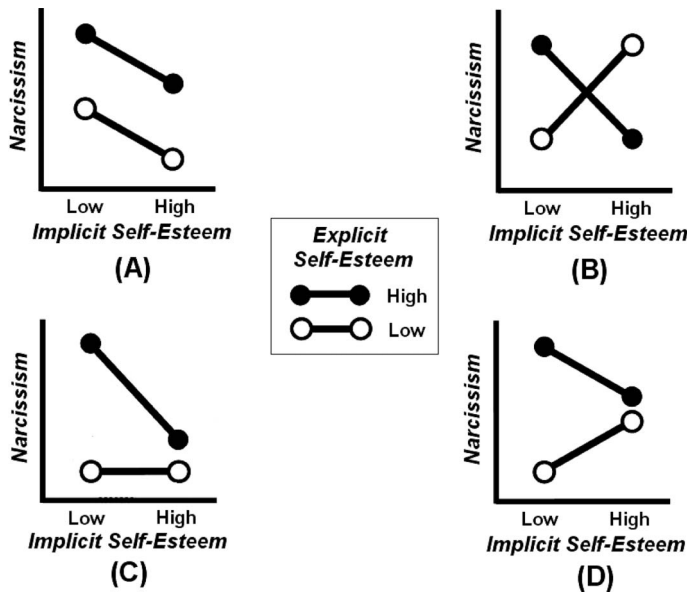 Narcissism
Low High
Implicit Self-Esteem
(A)
Narcissism
Low High
Implicit Self-Esteem
(B)
Explicit
Self-Esteem
High
Low
Narcissism
Low High
Implicit Self-Esteem
(C)
Narcissism
Low High
Implicit Self-Esteem
(D)